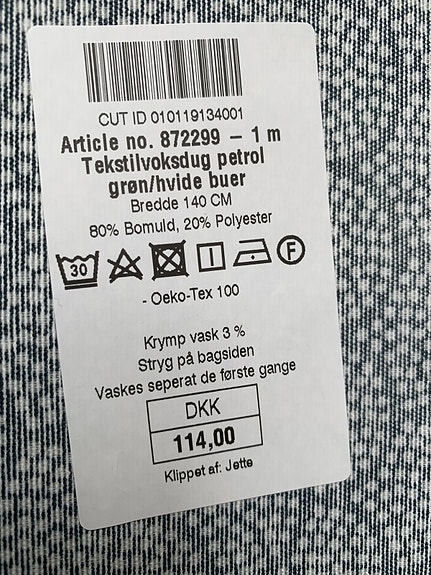 CUT ID 010119134001
Article no. 872299 – 1 m
Tekstilvoksdug petrol
grøn/hvide buer
Bredde 140 CM
80% Bomuld, 20% Polyester
30 F
- Oeko-Tex 100
Krymp vask 3 %
Stryg på bagsiden
Vaskes seperat de første gange
DKK
114,00
Klippet af: Jette